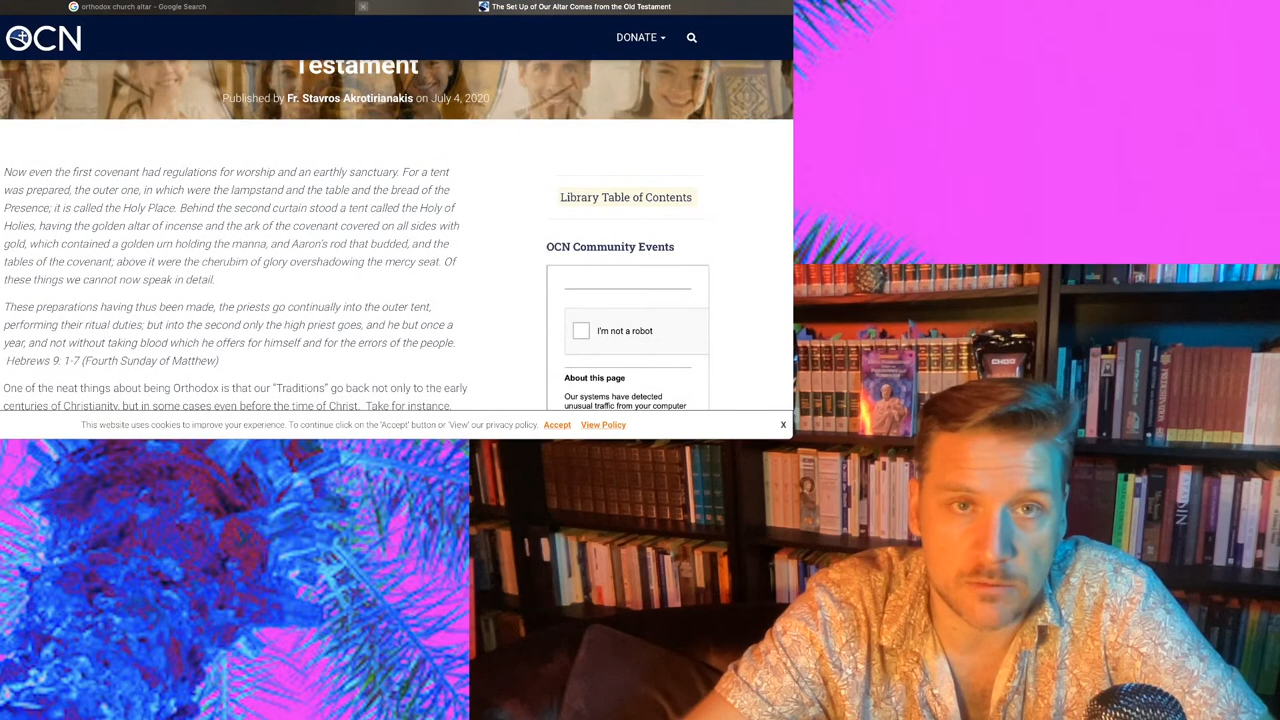 orthodox church altar - Google Search
The Set Up of Our Altar Comes from the Old Testament
OCN
DONATE
Testament
Published by Fr. Stavros Akrotirianakis on July 4, 2020
Now even the first covenant had regulations for worship and an earthly sanctuary. For a tent
was prepared, the outer one, in which were the lampstand and the table and the bread of the
Presence; it is called the Holy Place. Behind the second curtain stood a tent called the Holy of
Holies, having the golden altar of incense and the ark of the covenant covered on all sides with
gold, which contained a golden urn holding the manna, and Aaron's rod that budded, and the
tables of the covenant; above it were the cherubim of glory overshadowing the mercy seat. Of
these things we cannot now speak in detail.
These preparations having thus been made, the priests go continually into the outer tent,
performing their ritual duties; but into the second only the high priest goes, and he but once a
year, and not without taking blood which he offers for himself and for the errors of the people.
Hebrews 9: 1-7 (Fourth Sunday of Matthew)
One of the neat things about being Orthodox is that our “Traditions” go back not only to the early
centuries of Christianity, but in some cases even before the time of Christ. Take for instance,
Library Table of Contents
OCN Community Events
I'm not a robot
About this page
Our systems have detected
unusual traffic from your computer
This website uses cookies to improve your experience. To continue click on the 'Accept' button or 'View' our privacy policy. Accept View Policy X